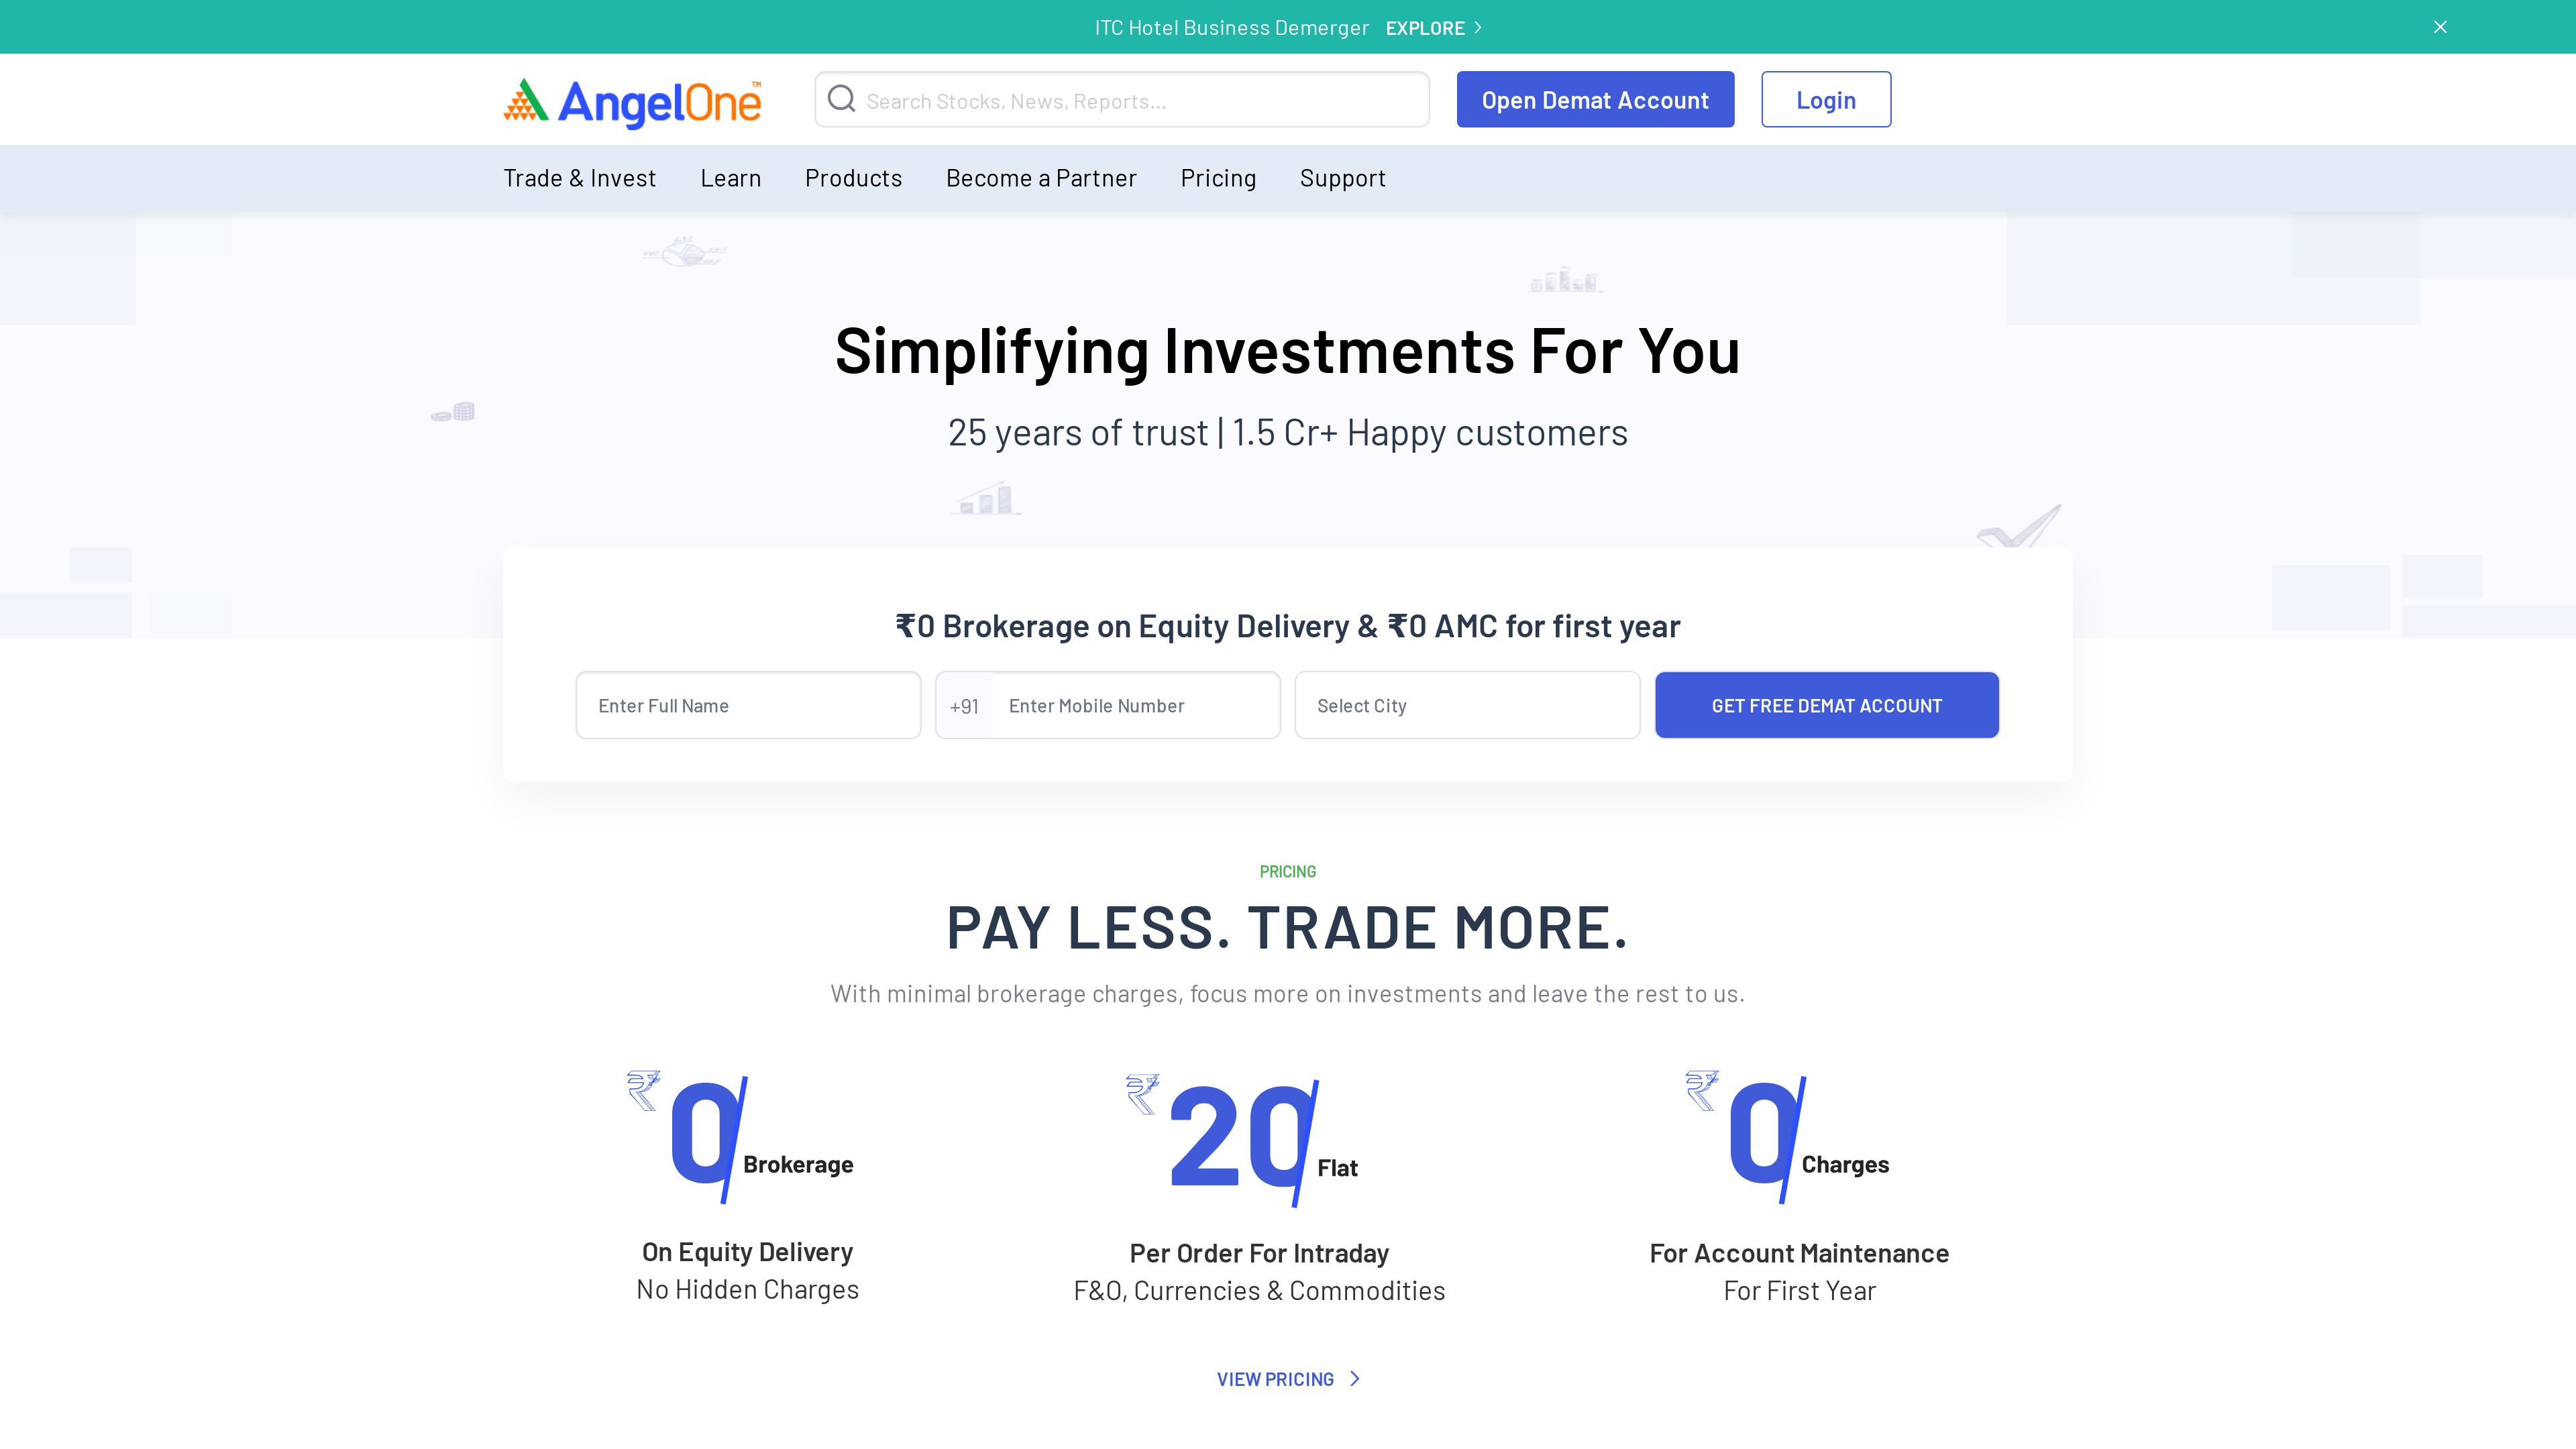 ITC Hotel Business Demerger EXPLORE
AngelOne™
Search Stocks, News, Reports...
Open Demat Account
Login
Trade & Invest
Learn
Products
Become a Partner
Pricing
Support
Simplifying Investments For You
25 years of trust | 1.5 Cr+ Happy customers
₹0 Brokerage on Equity Delivery & ₹0 AMC for first year
Enter Full Name
+91
Enter Mobile Number
Select City
GET FREE DEMAT ACCOUNT
PRICING
PAY LESS. TRADE MORE.
With minimal brokerage charges, focus more on investments and leave the rest to us.
₹0/Brokerage
On Equity Delivery
No Hidden Charges
₹20/Flat
Per Order For Intraday
F&O, Currencies & Commodities
₹0/Charges
For Account Maintenance
For First Year
VIEW PRICING